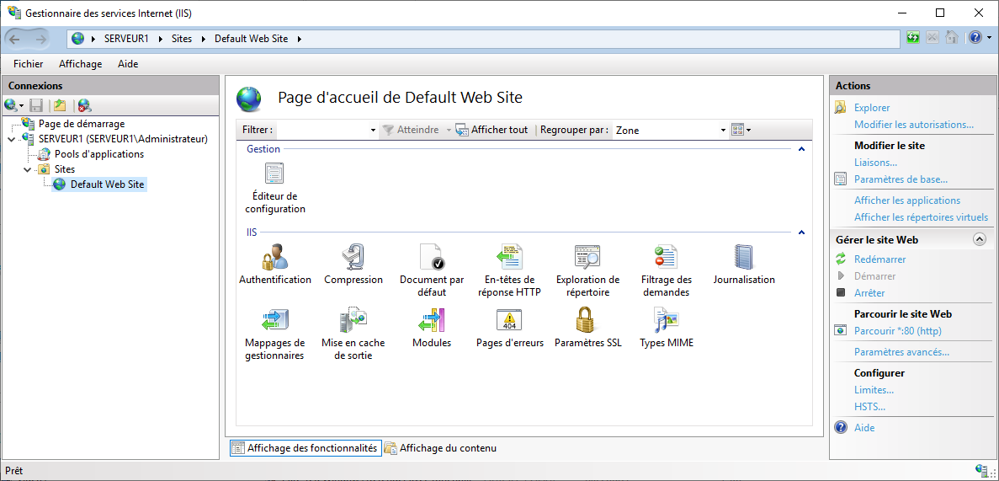 Gestionnaire des services Internet (IIS)
SERVEUR1 Sites Default Web Site
Fichier Affichage Aide
Connexions
Page de démarrage
SERVEUR1 (SERVEUR1\Administrateur)
Pools d'applications
Sites
Default Web Site
Page d'accueil de Default Web Site
Filtrer : Atteindre Afficher tout Regrouper par : Zone
Gestion
Éditeur de
configuration
IIS
Authentification
Compression
Document par
défaut
En-têtes de
réponse HTTP
Exploration de
répertoire
Filtrage des
demandes
Journalisation
Mappages de
gestionnaires
Mise en cache
de sortie
Modules
404
Pages d'erreurs
Paramètres SSL
Types MIME
Affichage des fonctionnalités Affichage du contenu
Actions
Explorer
Modifier les autorisations...
Modifier le site
Liaisons...
Paramètres de base...
Afficher les applications
Afficher les répertoires virtuels
Gérer le site Web
Redémarrer
Démarrer
Arrêter
Parcourir le site Web
Parcourir *:80 (http)
Paramètres avancés...
Configurer
Limites...
HSTS...
Aide
Prêt